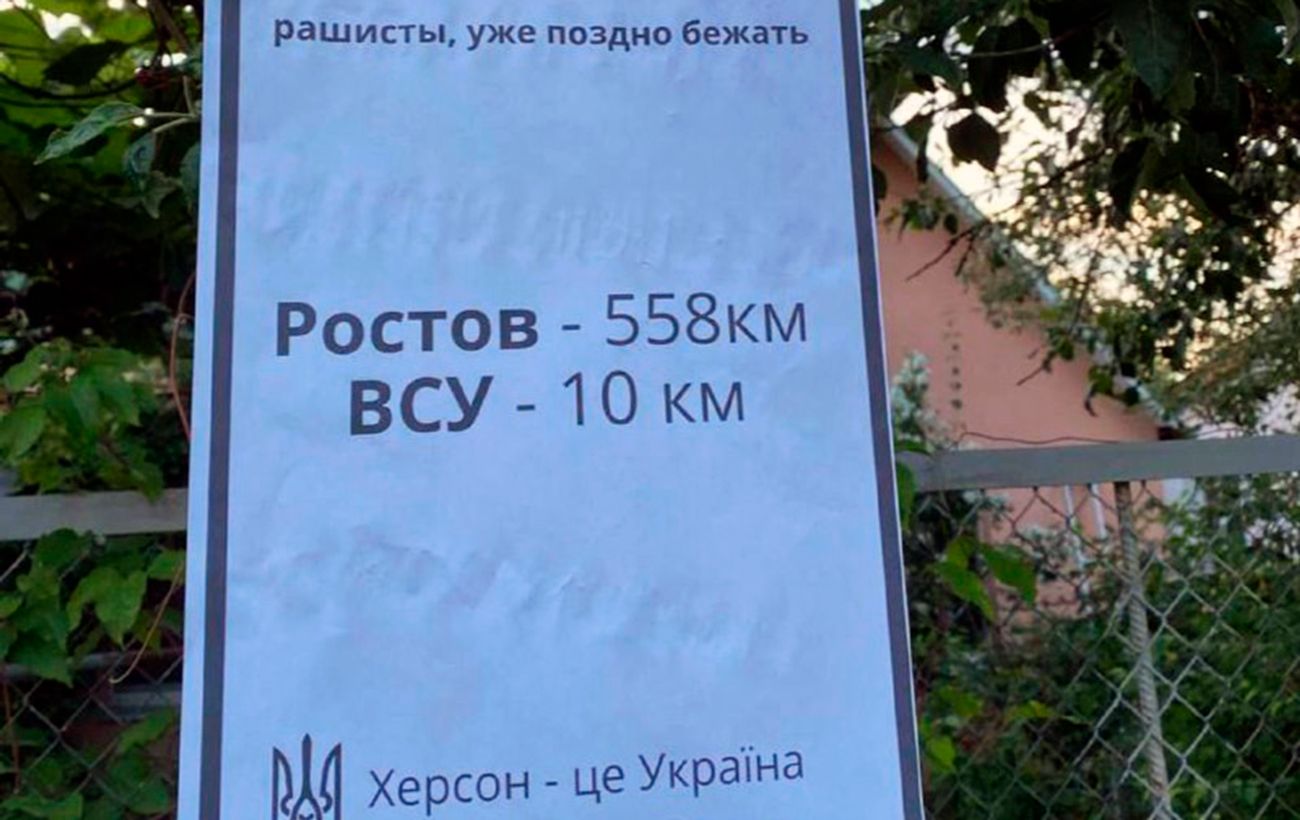 рашисты, уже поздно бежать
Ростов - 558км
ВСУ - 10 км
Херсон - це Україна